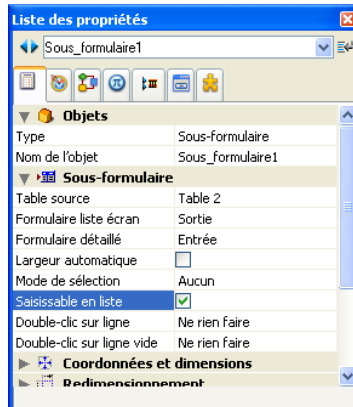 Liste des propriétés
Sous_formulaire1
Objets
Type Sous-formulaire
Nom de l'objet Sous_formulaire1
Sous-formulaire
Table source Table 2
Formulaire liste écran Sortie
Formulaire détaillé Entrée
Largeur automatique
Mode de sélection Aucun
Saisissable en liste
Double-clic sur ligne Ne rien faire
Double-clic sur ligne vide Ne rien faire
Coordonnées et dimensions
Redimensionnement